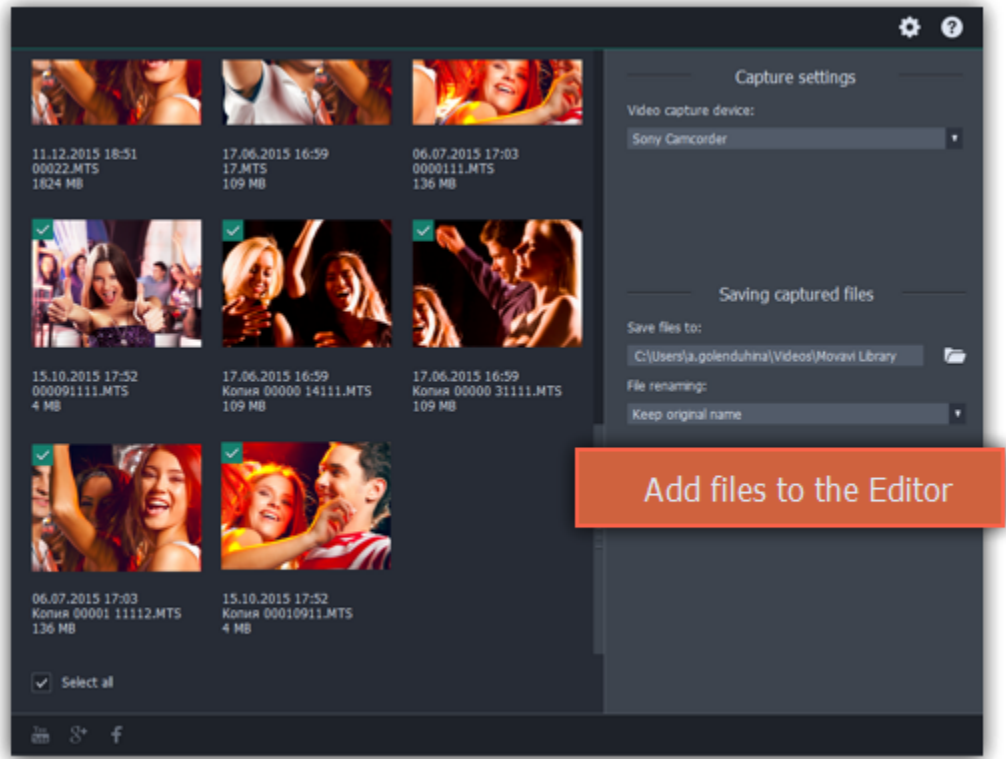 Capture settings
Video capture device:
Sony Camcorder
11.12.2015 18:51
00022.MTS
1824 MB
17.06.2015 16:59
17.MTS
109 MB
06.07.2015 17:03
0000111.MTS
136 MB
15.10.2015 17:52
000091111.MTS
4 MB
17.06.2015 16:59
Копия 00000 14111.MTS
109 MB
17.06.2015 16:59
Копия 00000 31111.MTS
109 MB
Saving captured files
Save files to:
C:\Users\a.golenduhina\Videos\Movavi Library
File renaming:
Keep original name
Add files to the Editor
06.07.2015 17:03
Копия 00001 11112.MTS
136 MB
15.10.2015 17:52
Копия 00010911.MTS
4 MB
Select all